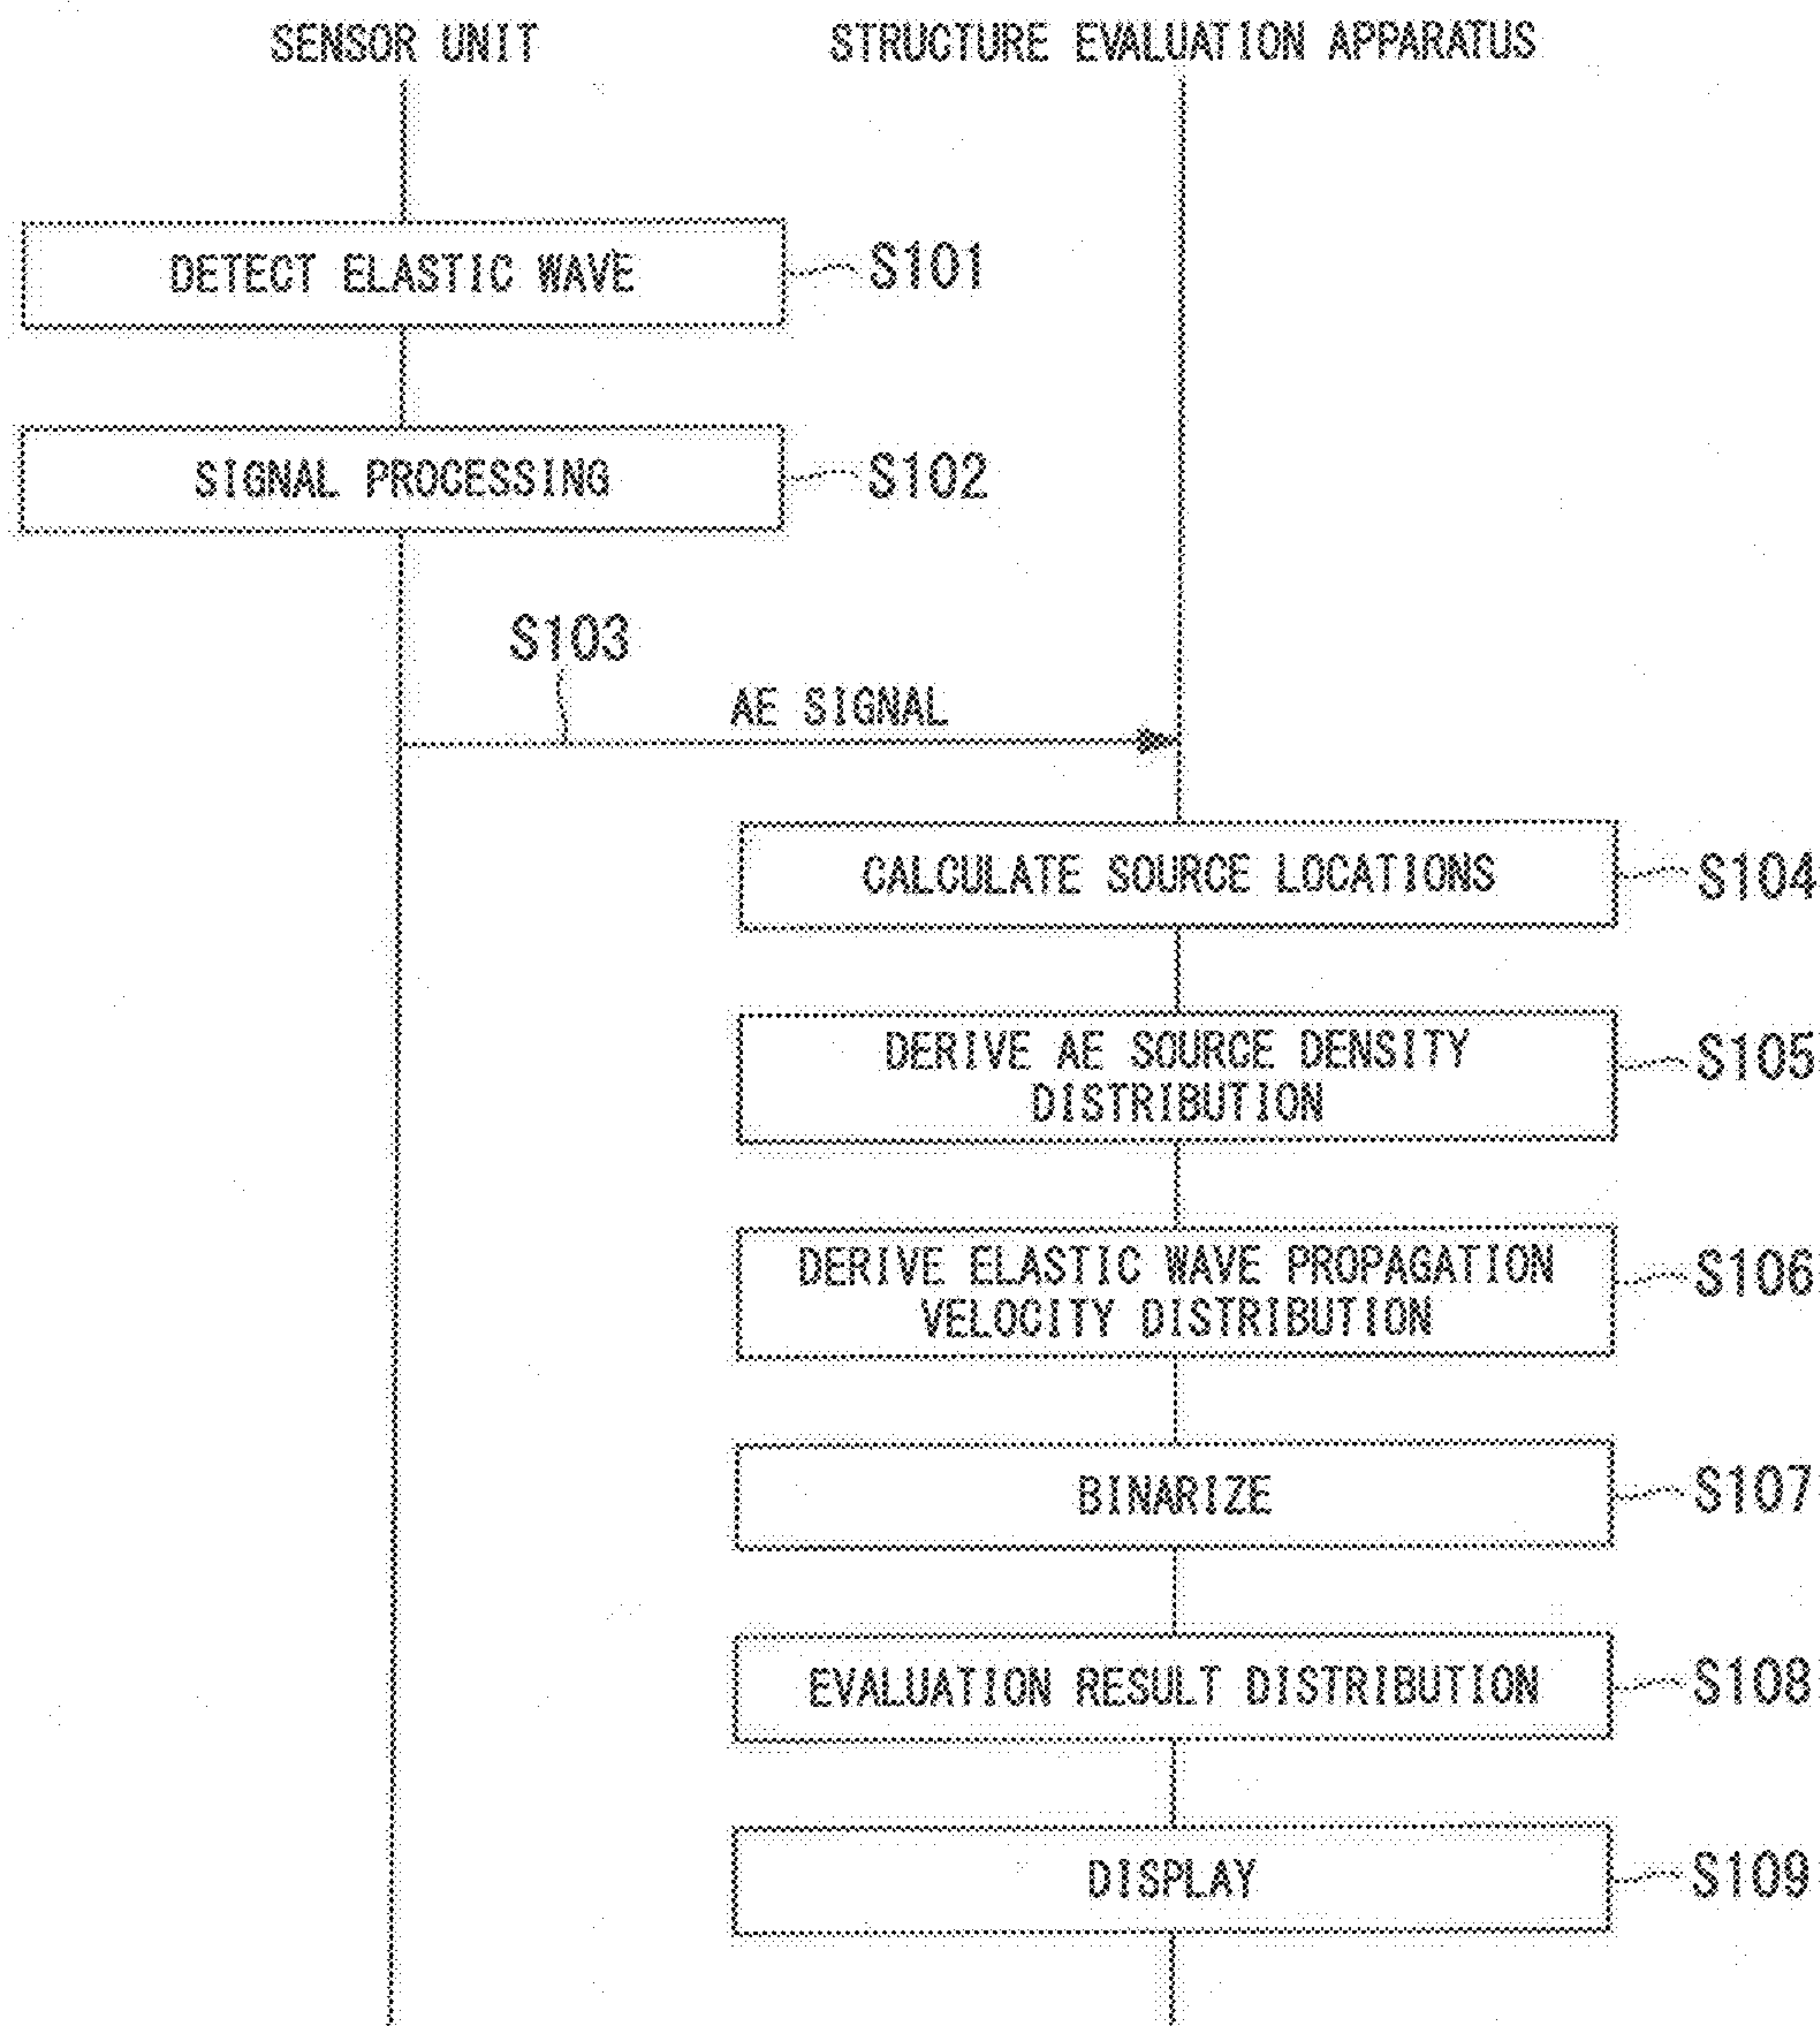 SENSOR UNIT
STRUCTURE EVALUATION APPARATUS
DETECT ELASTIC WAVE
S101
SIGNAL PROCESSING
S102
S103
AE SIGNAL
CALCULATE SOURCE LOCATIONS
S104
DERIVE AE SOURCE DENSITY
DISTRIBUTION
S105
DERIVE ELASTIC WAVE PROPAGATION
VELOCITY DISTRIBUTION
S106
BINARIZE
S107
EVALUATION RESULT DISTRIBUTION
S108
DISPLAY
S109